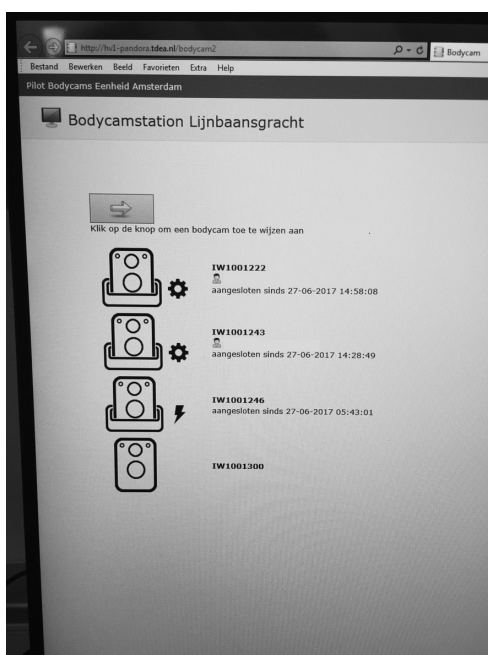 http://hv1-pandora.tdea.nl/bodycam2
Bodycam
Bestand Bewerken Beeld Favorieten Extra Help
Pilot Bodycams Eenheid Amsterdam
Bodycamstation Lijnbaansgracht
Klik op de knop om een bodycam toe te wijzen aan .
IW1001222
aangesloten sinds 27-06-2017 14:58:08
IW1001243
aangesloten sinds 27-06-2017 14:28:49
IW1001246
aangesloten sinds 27-06-2017 05:43:01
IW1001300